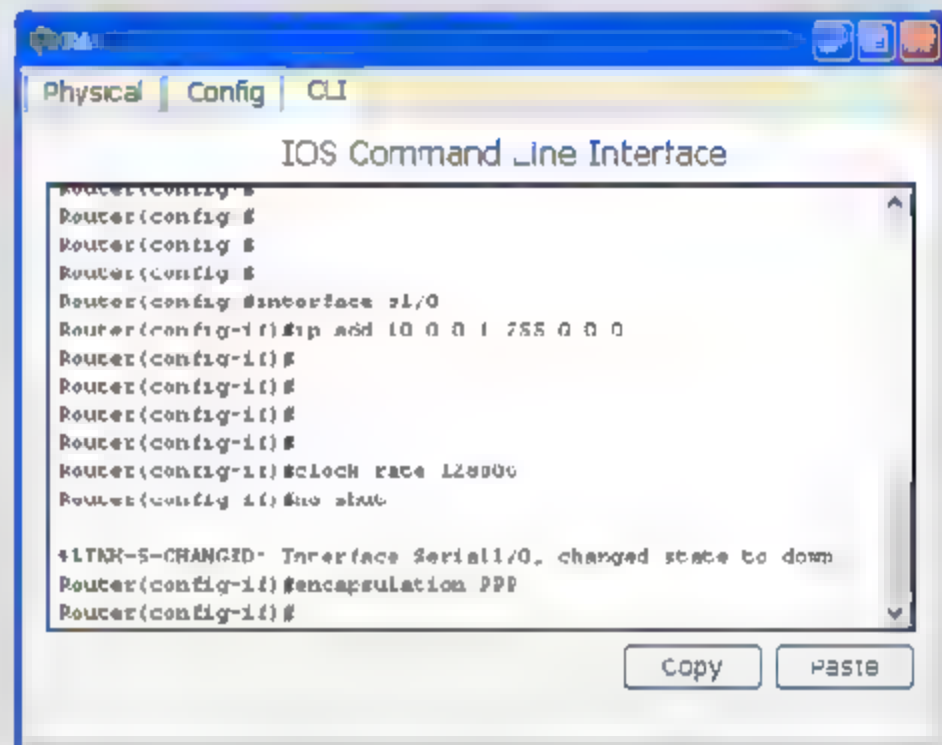 Physical Config CLI
IOS Command Line Interface
Router(config)#
Router(config)#
Router(config)#
Router(config)#
Router(config)#interface s1/0
Router(config-if)#ip add 10.0.0.1 255.0.0.0
Router(config-if)#
Router(config-if)#
Router(config-if)#
Router(config-if)#
Router(config-if)#clock rate 128000
Router(config-if)#no shut
%LINK-5-CHANGED: Interface Serial1/0, changed state to down
Router(config-if)#encapsulation PPP
Router(config-if)#
Copy Paste